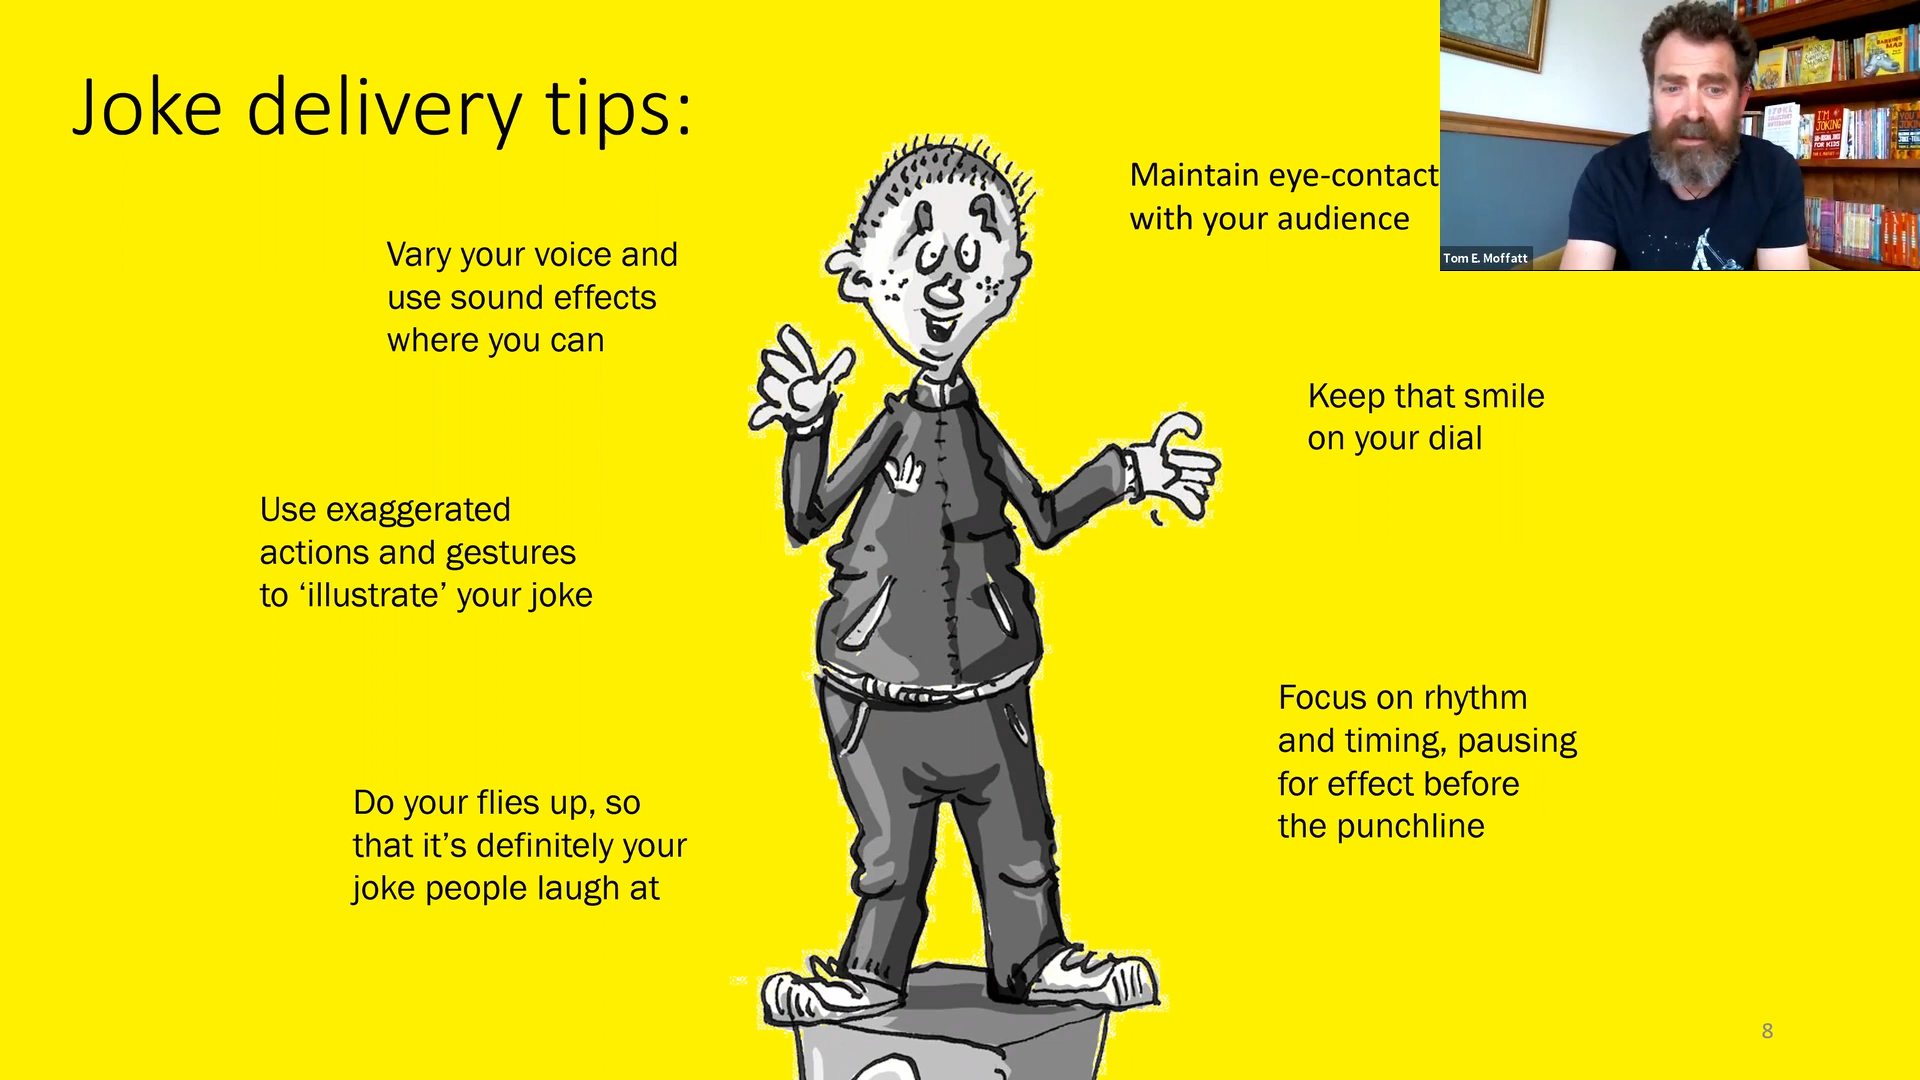 Joke delivery tips:
Maintain eye-contact
with your audience
Tom E. Moffatt
Vary your voice and
use sound effects
where you can
Keep that smile
on your dial
Use exaggerated
actions and gestures
to ‘illustrate’ your joke
Focus on rhythm
and timing, pausing
for effect before
the punchline
Do your flies up, so
that it’s definitely your
joke people laugh at
8
I'M
JOKING
FOR KIDS